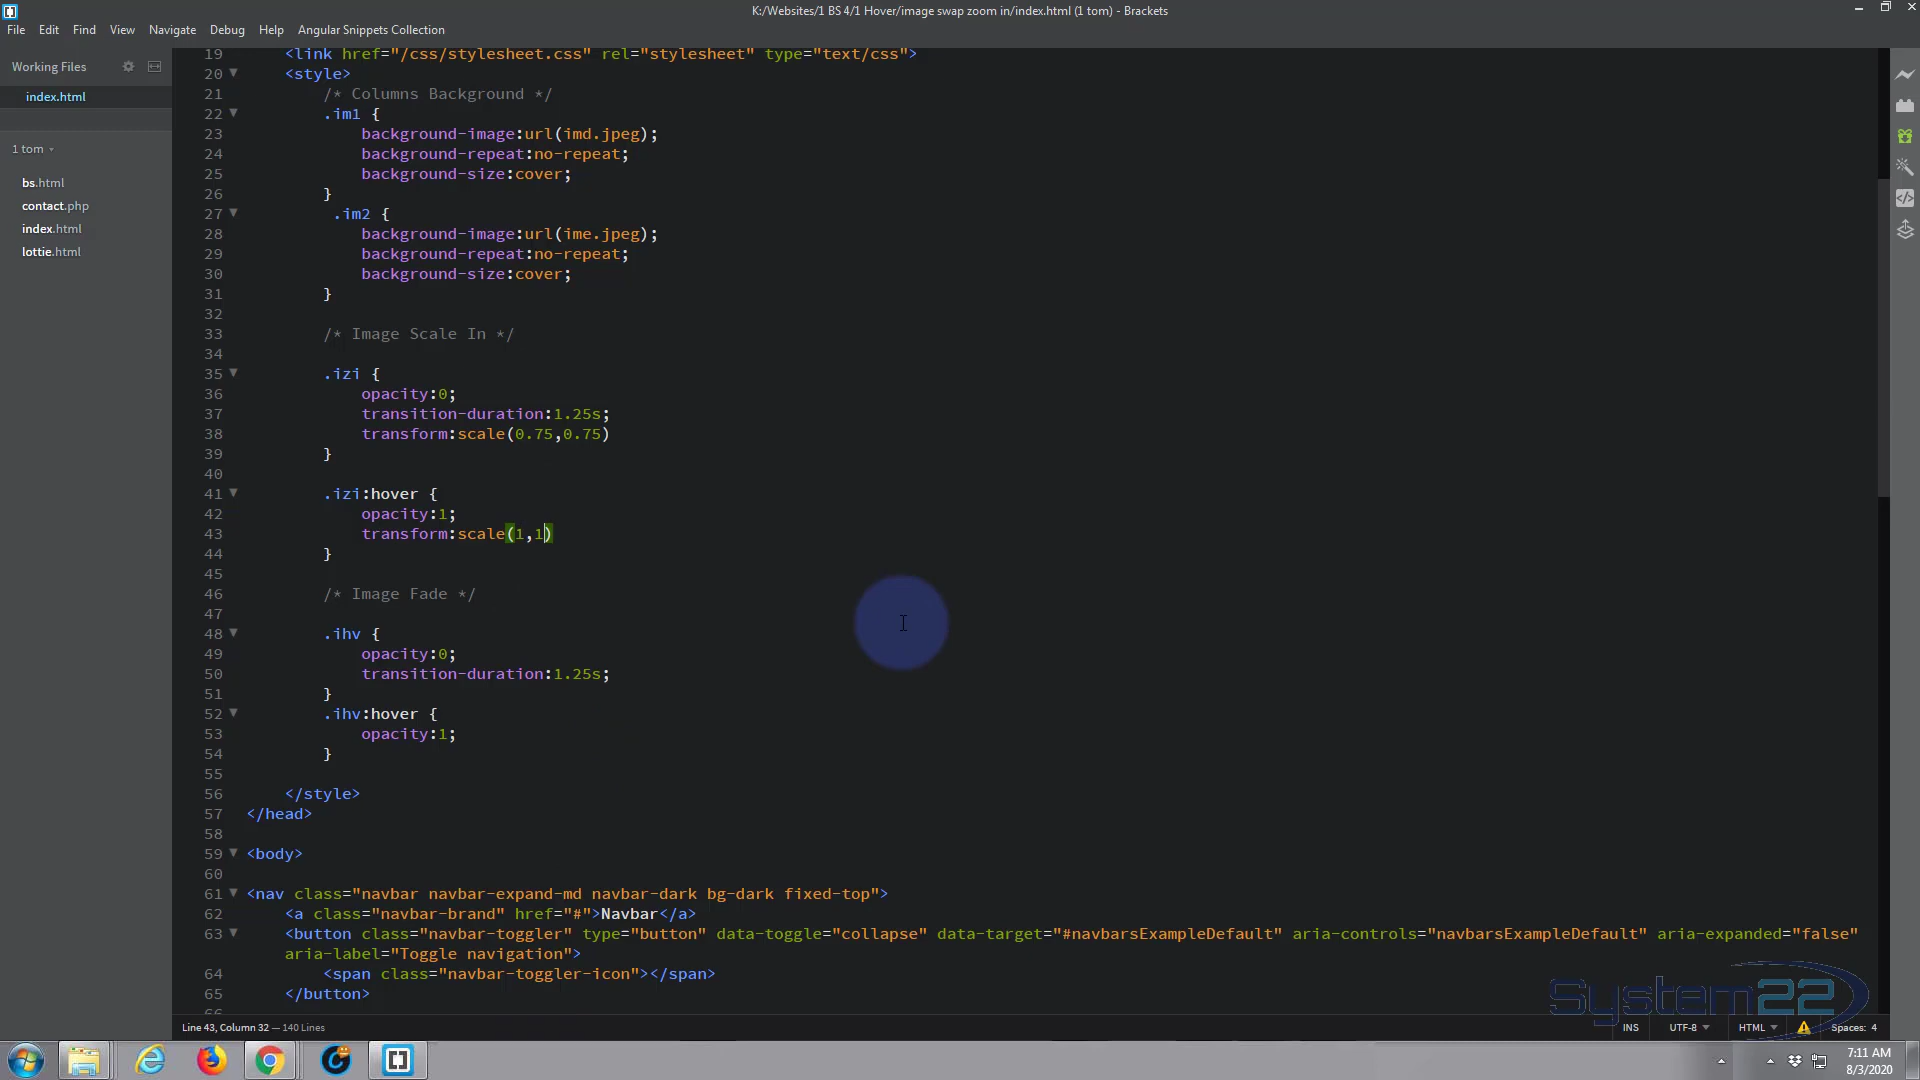 K:/Websites/1 BS 4/1 Hover/image swap zoom in/index.html (1 tom) - Brackets
File Edit Find View Navigate Debug Help Angular Snippets Collection
Working Files
index.html
1 tom
bs.html
contact.php
index.html
lottie.html
19 <link href="/css/stylesheet.css" rel="stylesheet" type="text/css">
20 <style>
21 /* Columns Background */
22 .im1 {
23 background-image:url(imd.jpeg);
24 background-repeat:no-repeat;
25 background-size:cover;
26 }
27 .im2 {
28 background-image:url(ime.jpeg);
29 background-repeat:no-repeat;
30 background-size:cover;
31 }
32
33 /* Image Scale In */
34
35 .izi {
36 opacity:0;
37 transition-duration:1.25s;
38 transform:scale(0.75,0.75)
39 }
40
41 .izi:hover {
42 opacity:1;
43 transform:scale(1,1)
44 }
45
46 /* Image Fade */
47
48 .ihv {
49 opacity:0;
50 transition-duration:1.25s;
51 }
52 .ihv:hover {
53 opacity:1;
54 }
55
56 </style>
57 </head>
58
59 <body>
60
61 <nav class="navbar navbar-expand-md navbar-dark bg-dark fixed-top">
62 <a class="navbar-brand" href="#">Navbar</a>
63 <button class="navbar-toggler" type="button" data-toggle="collapse" data-target="#navbarsExampleDefault" aria-controls="navbarsExampleDefault" aria-expanded="false"
aria-label="Toggle navigation">
64 <span class="navbar-toggler-icon"></span>
65 </button>
System22
Line 43, Column 32 — 140 Lines
INS UTF-8 HTML Spaces: 4
7:11 AM
8/3/2020